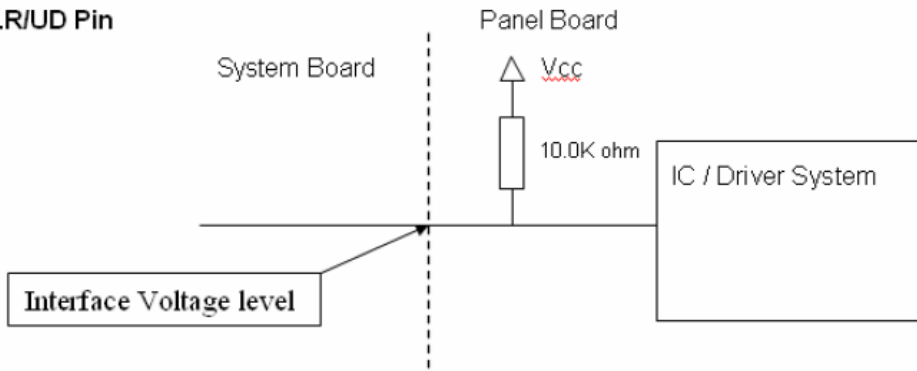 .R/UD Pin
Panel Board
System Board
Vcc
10.0K ohm
IC / Driver System
Interface Voltage level